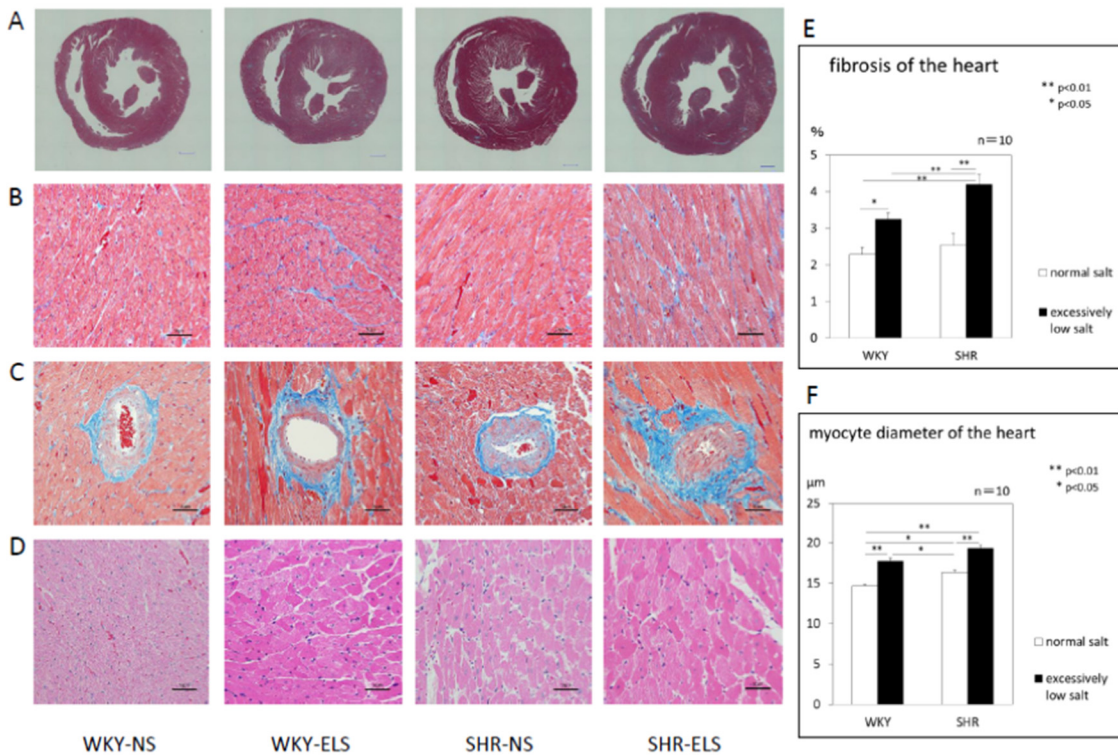 A
B
C
D
WKY-NS WKY-ELS SHR-NS SHR-ELS
E
fibrosis of the heart
** p<0.01
* p<0.05
%
n=10
5
4
3
2
1
0
** **
**
*
WKY SHR
normal salt
excessively
low salt
F
myocyte diameter of the heart
** p<0.01
* p<0.05
μm
n=10
25
20
15
10
5
0
**
* **
** *
WKY SHR
normal salt
excessively
low salt